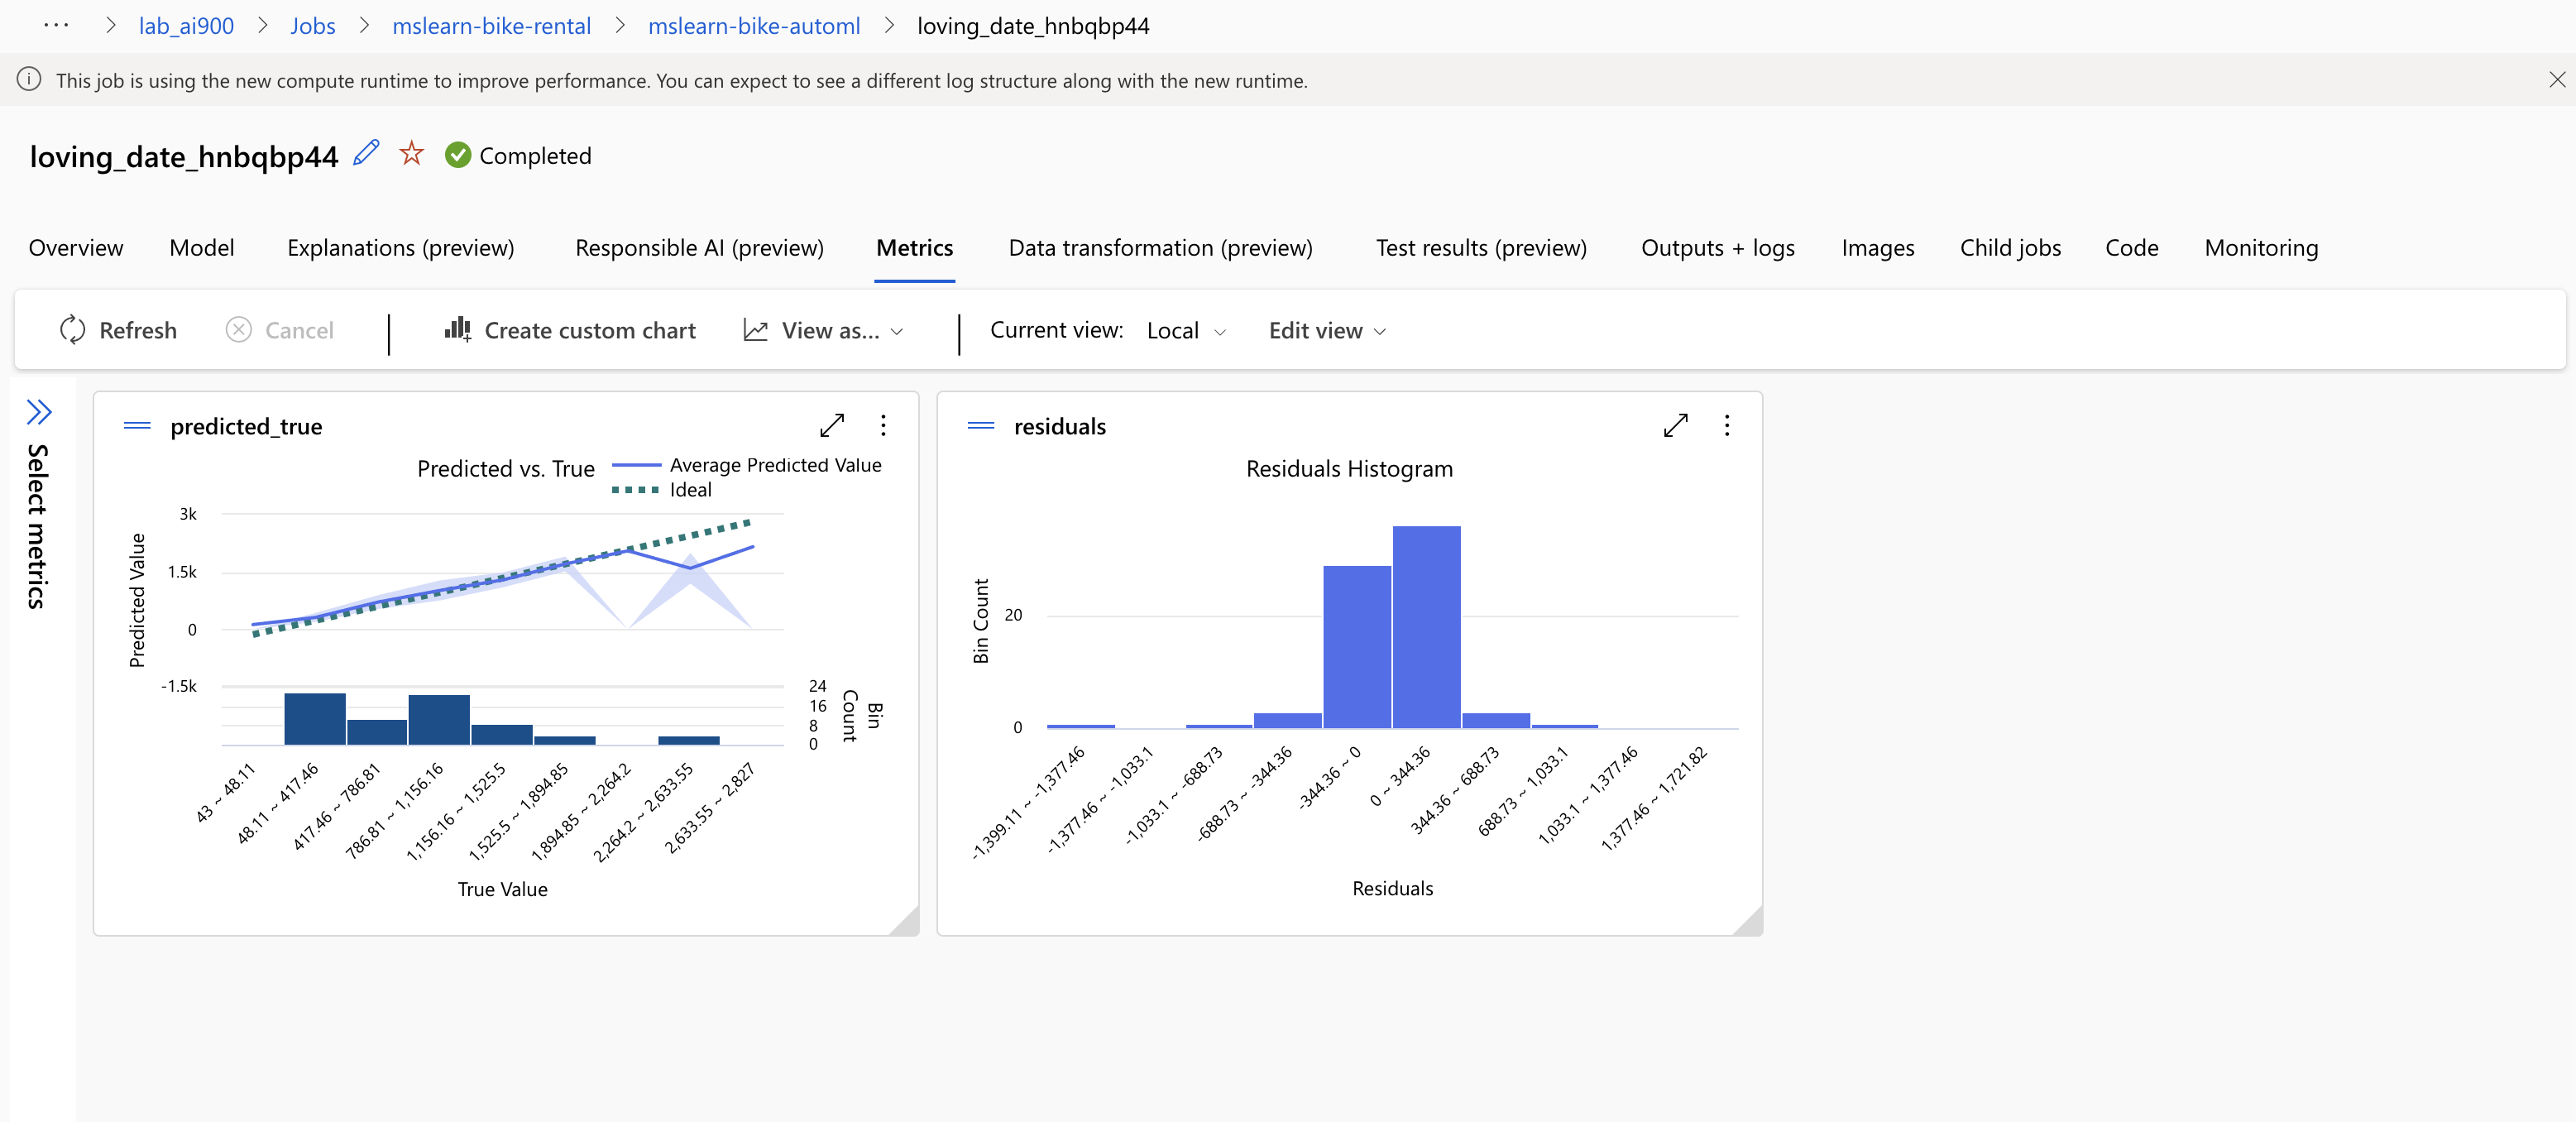 ··· > lab_ai900 > Jobs > mslearn-bike-rental > mslearn-bike-automl > loving_date_hnbqbp44
This job is using the new compute runtime to improve performance. You can expect to see a different log structure along with the new runtime.
loving_date_hnbqbp44 Completed
Overview Model Explanations (preview) Responsible AI (preview) Metrics Data transformation (preview) Test results (preview) Outputs + logs Images Child jobs Code Monitoring
Refresh Cancel Create custom chart View as... Current view: Local Edit view
Select metrics
predicted_true
Predicted vs. True
Average Predicted Value
Ideal
Predicted Value
3k
1.5k
0
-1.5k
24
16
8
0
Bin
Count
43 ~ 48.11
48.11 ~ 417.46
417.46 ~ 786.81
786.81 ~ 1,156.16
1,156.16 ~ 1,525.5
1,525.5 ~ 1,894.85
1,894.85 ~ 2,264.2
2,264.2 ~ 2,633.55
2,633.55 ~ 2,827
True Value
residuals
Residuals Histogram
Bin Count
20
0
-1,399.11 ~ -1,377.46
-1,377.46 ~ -1,033.1
-1,033.1 ~ -688.73
-688.73 ~ -344.36
-344.36 ~ 0
0 ~ 344.36
344.36 ~ 688.73
688.73 ~ 1,033.1
1,033.1 ~ 1,377.46
1,377.46 ~ 1,721.82
Residuals